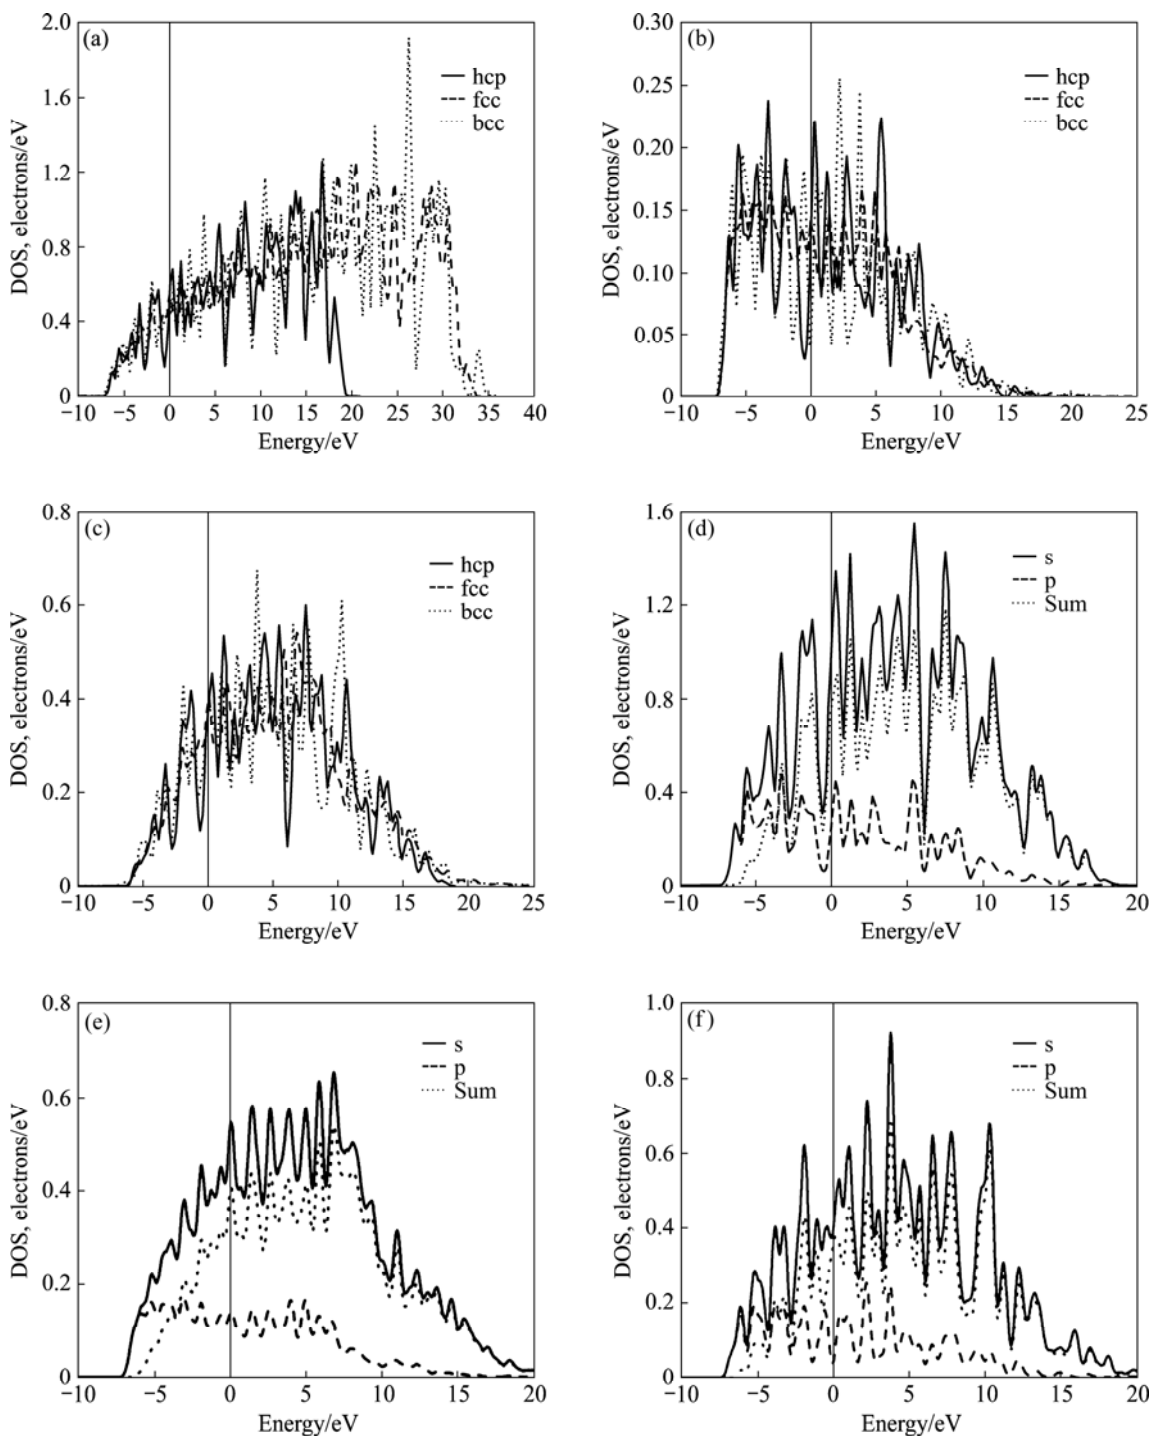 (a)
2.0
1.6
1.2
0.8
0.4
0
DOS, electrons/eV
hcp
fcc
bcc
−10 −5 0 5 10 15 20 25 30 35 40
Energy/eV
(b)
0.30
0.25
0.20
0.15
0.10
0.05
0
DOS, electrons/eV
hcp
fcc
bcc
−10 −5 0 5 10 15 20 25
Energy/eV
(c)
0.8
0.6
0.4
0.2
0
DOS, electrons/eV
hcp
fcc
bcc
−10 −5 0 5 10 15 20 25
Energy/eV
(d)
1.6
1.2
0.8
0.4
0
DOS, electrons/eV
s
p
Sum
−10 −5 0 5 10 15 20
Energy/eV
(e)
0.8
0.6
0.4
0.2
0
DOS, electrons/eV
s
p
Sum
−10 −5 0 5 10 15 20
Energy/eV
(f)
1.0
0.8
0.6
0.4
0.2
0
DOS, electrons/eV
s
p
Sum
−10 −5 0 5 10 15 20
Energy/eV